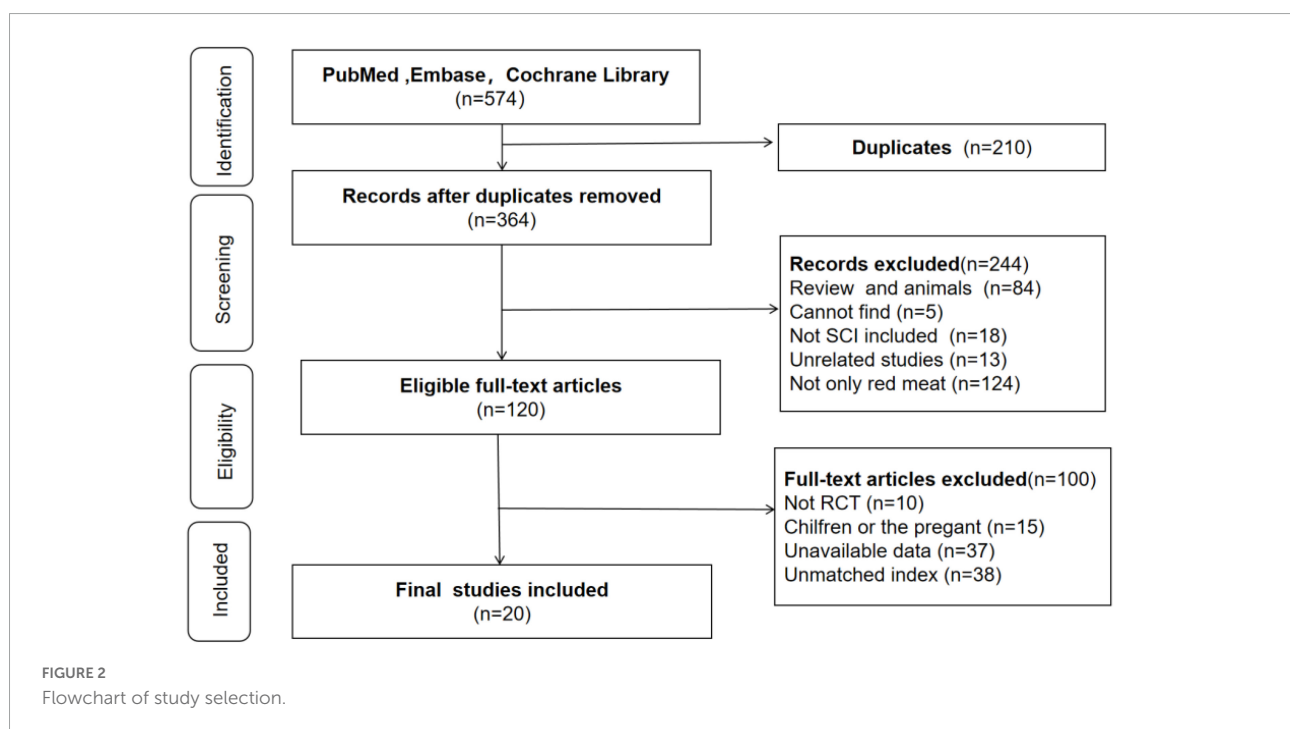 Identification
PubMed ,Embase， Cochrane Library
(n=574)
Duplicates (n=210)
Records after duplicates removed
(n=364)
Screening
Records excluded(n=244)
Review and animals (n=84)
Cannot find (n=5)
Not SCI included (n=18)
Unrelated studies (n=13)
Not only red meat (n=124)
Eligibility
Eligible full-text articles
(n=120)
Full-text articles excluded(n=100)
Not RCT (n=10)
Chilfren or the pregant (n=15)
Unavailable data (n=37)
Unmatched index (n=38)
Included
Final studies included
(n=20)
FIGURE 2
Flowchart of study selection.